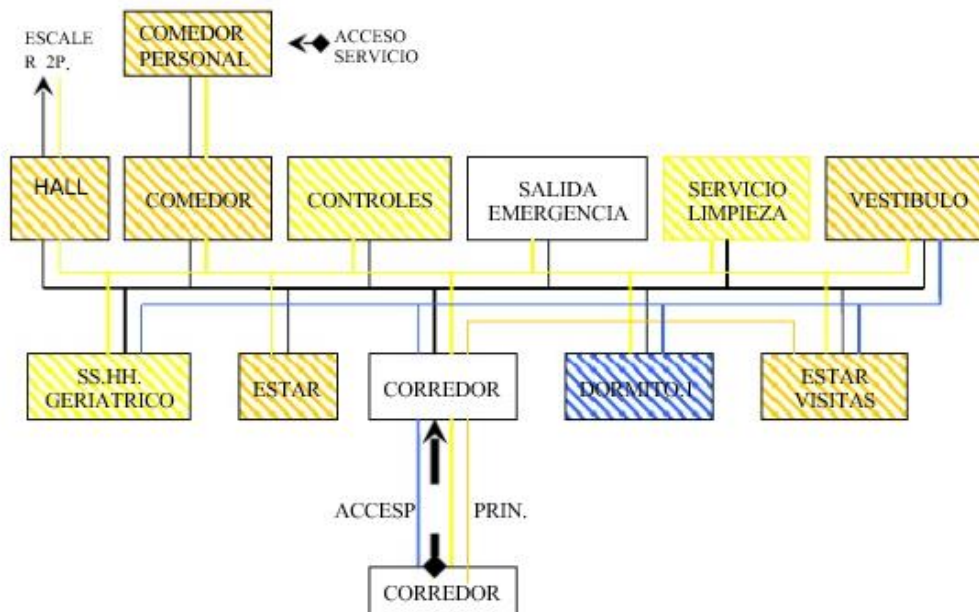 ESCALE
R 2P.
COMEDOR
PERSONAL
ACCESO
SERVICIO
HALL
COMEDOR
CONTROLES
SALIDA
EMERGENCIA
SERVICIO
LIMPIEZA
VESTIBULO
SS.HH.
GERIATRICO
ESTAR
CORREDOR
DORMITO.1
ESTAR
VISITAS
ACCESP PRIN.
CORREDOR